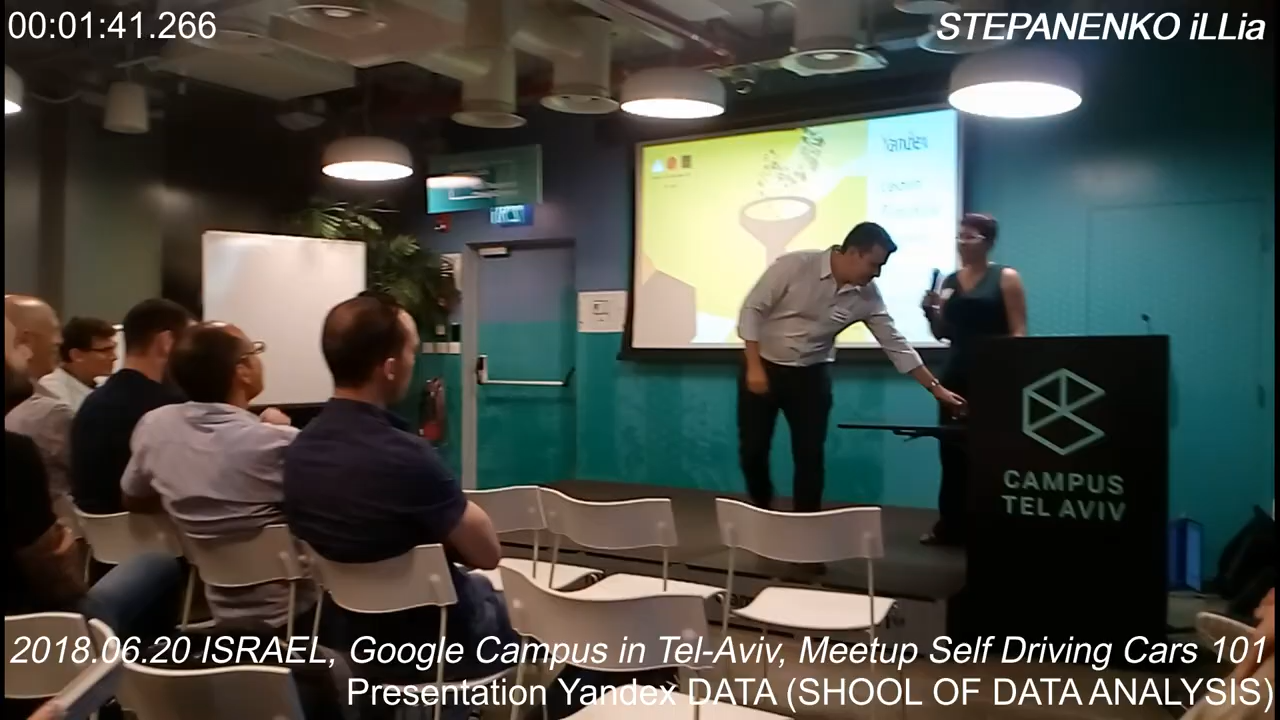 00:01:41.266
STEPANENKO iLLia
Yandex
CAMPUS
TEL AVIV
2018.06.20 ISRAEL, Google Campus in Tel-Aviv, Meetup Self Driving Cars 101
Presentation Yandex DATA (SHOOL OF DATA ANALYSIS)